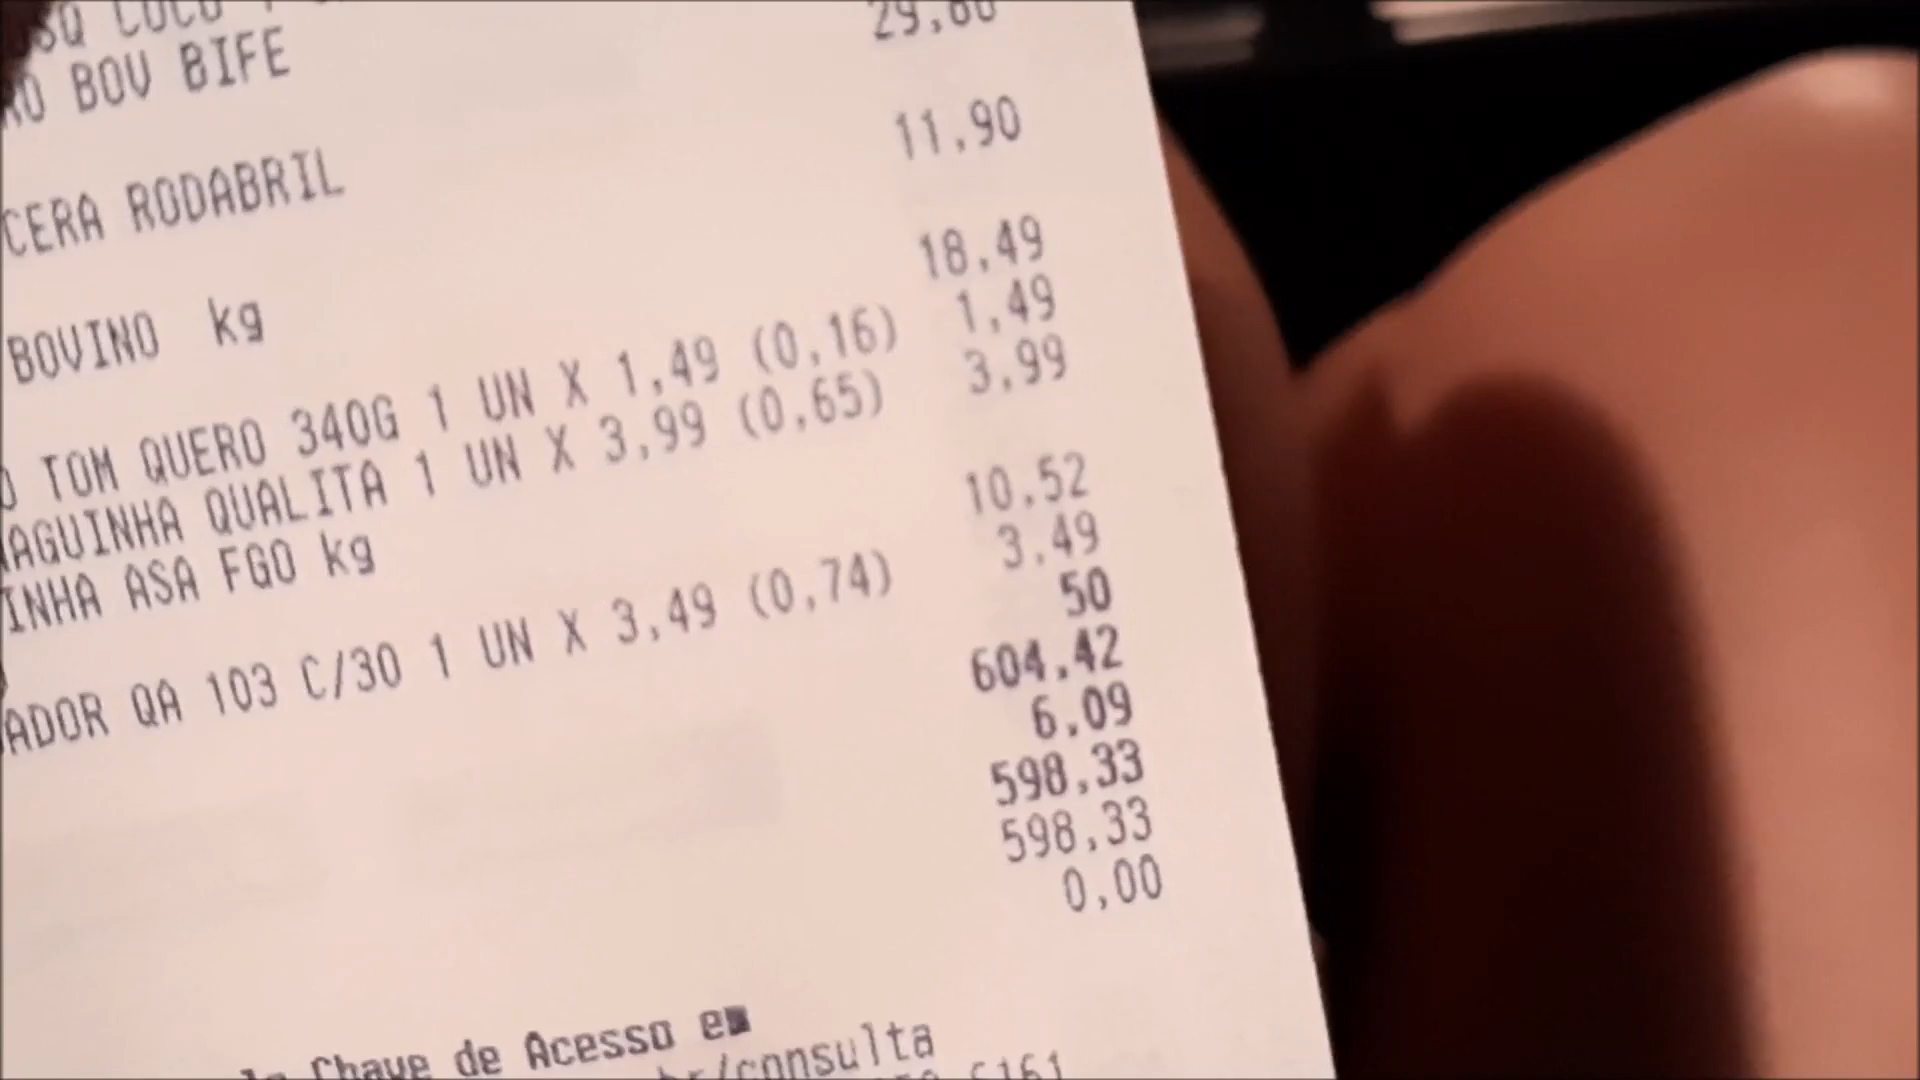 COCO
29,
BOV BIFE
11,90
CERA RODABRIL
18,49
BOVINO kg
TOM QUERO 340G 1 UN X 1,49 (0,16) 1,49
AGUINHA QUALITA 1 UN X 3,99 (0,65) 3,99
INHA ASA FGO kg
10,52
ADOR QA 103 C/30 1 UN X 3,49 (0,74) 3,49
50
604,42
6,09
598,33
598,33
0,00
Chave de Acesso em
br/consulta